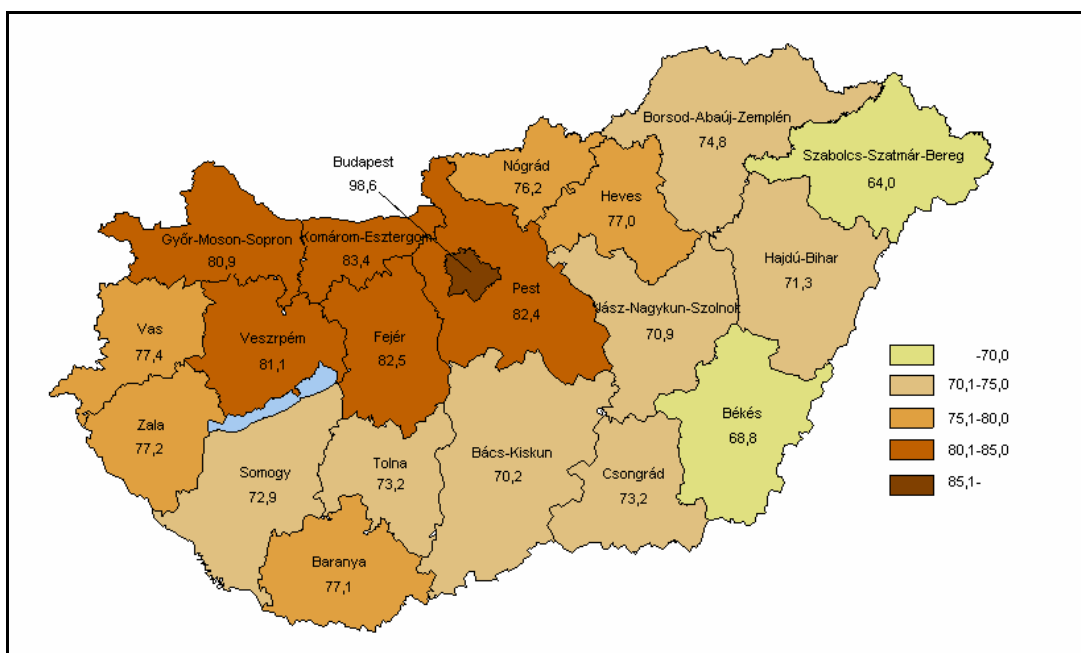 Borsod-Abaúj-Zemplén
74,8
Szabolcs-Szatmár-Bereg
64,0
Budapest
98,6
Nógrád
76,2
Heves
77,0
Győr-Moson-Sopron
80,9
Komárom-Esztergom
83,4
Hajdú-Bihar
71,3
Pest
82,4
Jász-Nagykun-Szolnok
70,9
Vas
77,4
Veszrpém
81,1
Fejér
82,5
-70,0
70,1-75,0
75,1-80,0
80,1-85,0
85,1-
Békés
68,8
Zala
77,2
Somogy
72,9
Tolna
73,2
Bács-Kiskun
70,2
Csongrád
73,2
Baranya
77,1